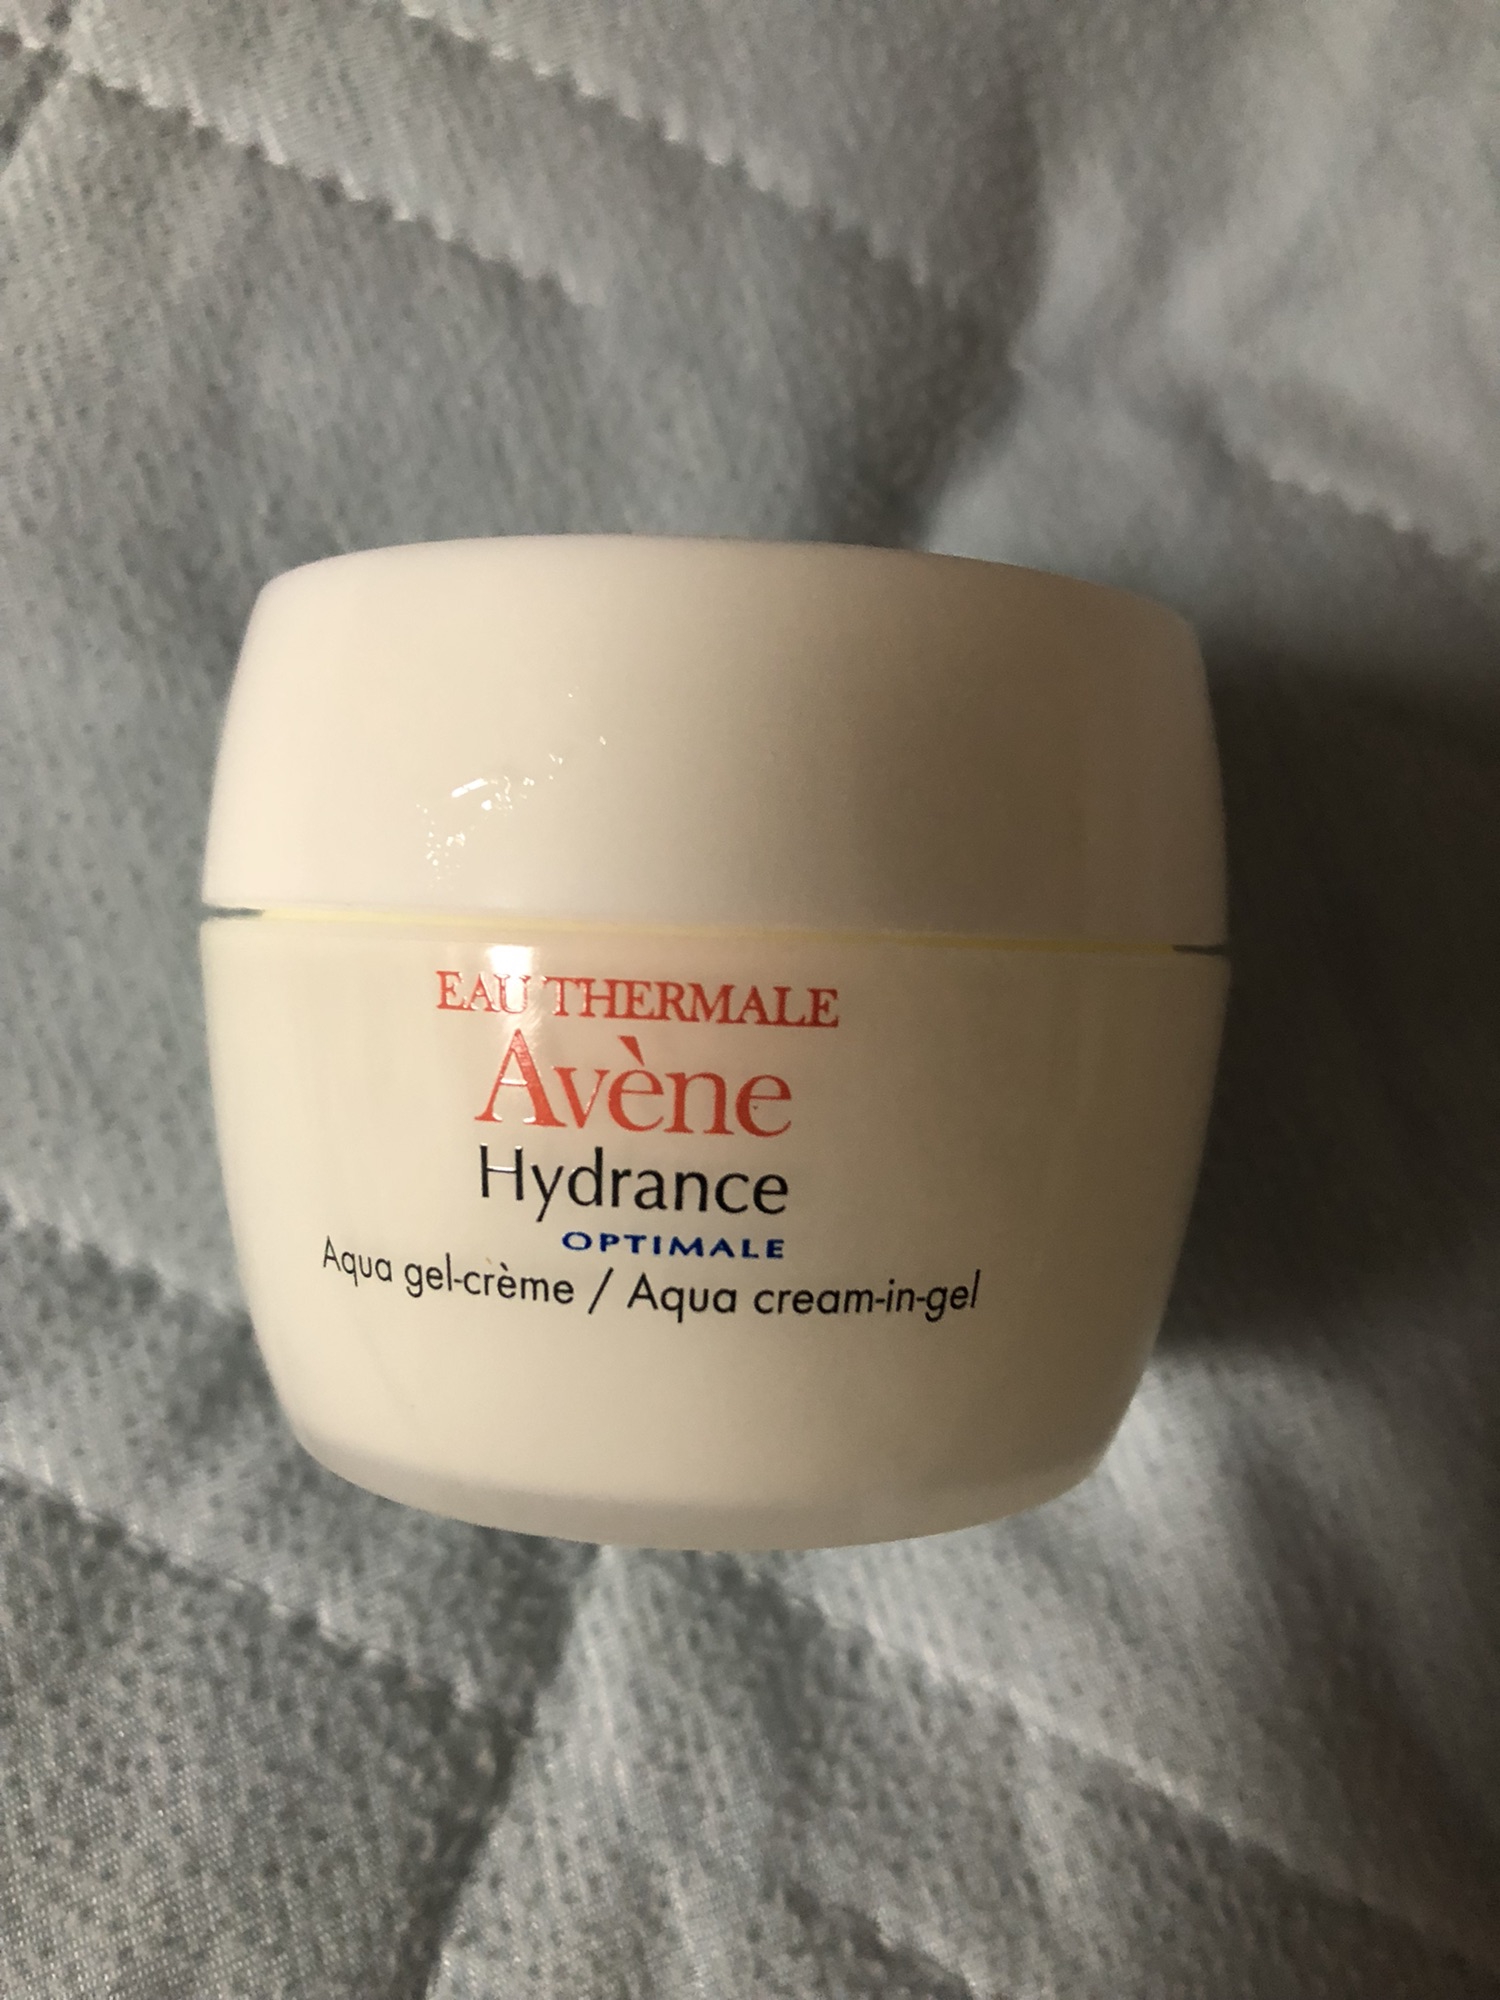 EAU THERMALE
Avène
Hydrance
OPTIMALE
Aqua gel-crème / Aqua cream-in-gel